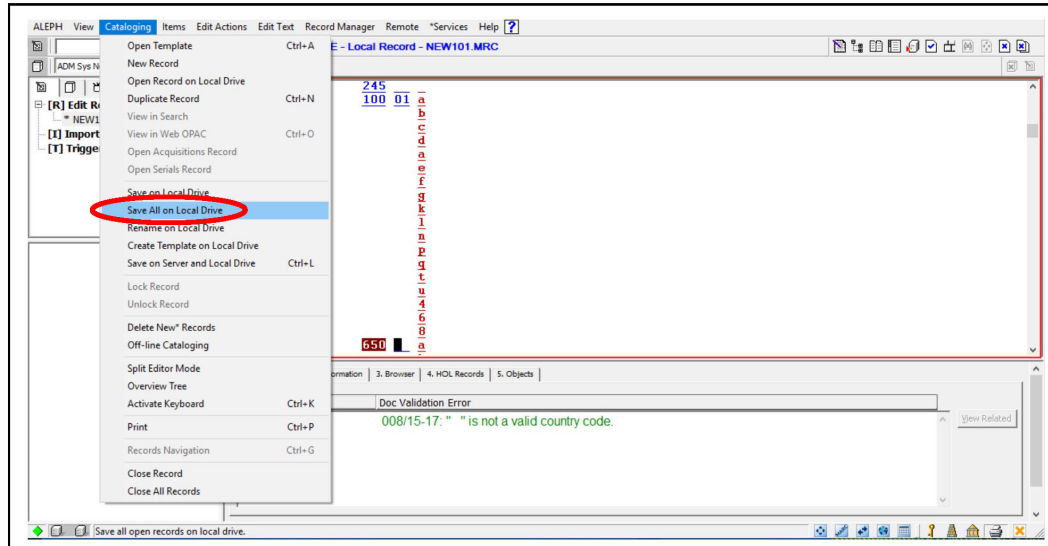 ALEPH View Cataloging Items Edit Actions Edit Text Record Manager Remote *Services Help ?
E - Local Record - NEW101.MRC
ADM Sys N
[R] Edit R
* NEW1
[I] Import
[T] Trigge
Open Template Ctrl+A
New Record
Open Record on Local Drive
Duplicate Record Ctrl+N
View in Search
View in Web OPAC Ctrl+O
Open Acquisitions Record
Open Serials Record
Save on Local Drive
Save All on Local Drive
Rename on Local Drive
Create Template on Local Drive
Save on Server and Local Drive Ctrl+L
Lock Record
Unlock Record
Delete New* Records
Off-line Cataloging
Split Editor Mode
Overview Tree
Activate Keyboard Ctrl+K
Print Ctrl+P
Records Navigation Ctrl+G
Close Record
Close All Records
245
100 01 a
b
c
d
a
e
f
g
k
l
n
p
q
t
u
4
6
8
650 a
ormation 3. Browser 4. HOL Records 5. Objects
Doc Validation Error
008/15-17: " " is not a valid country code.
View Related
Save all open records on local drive.